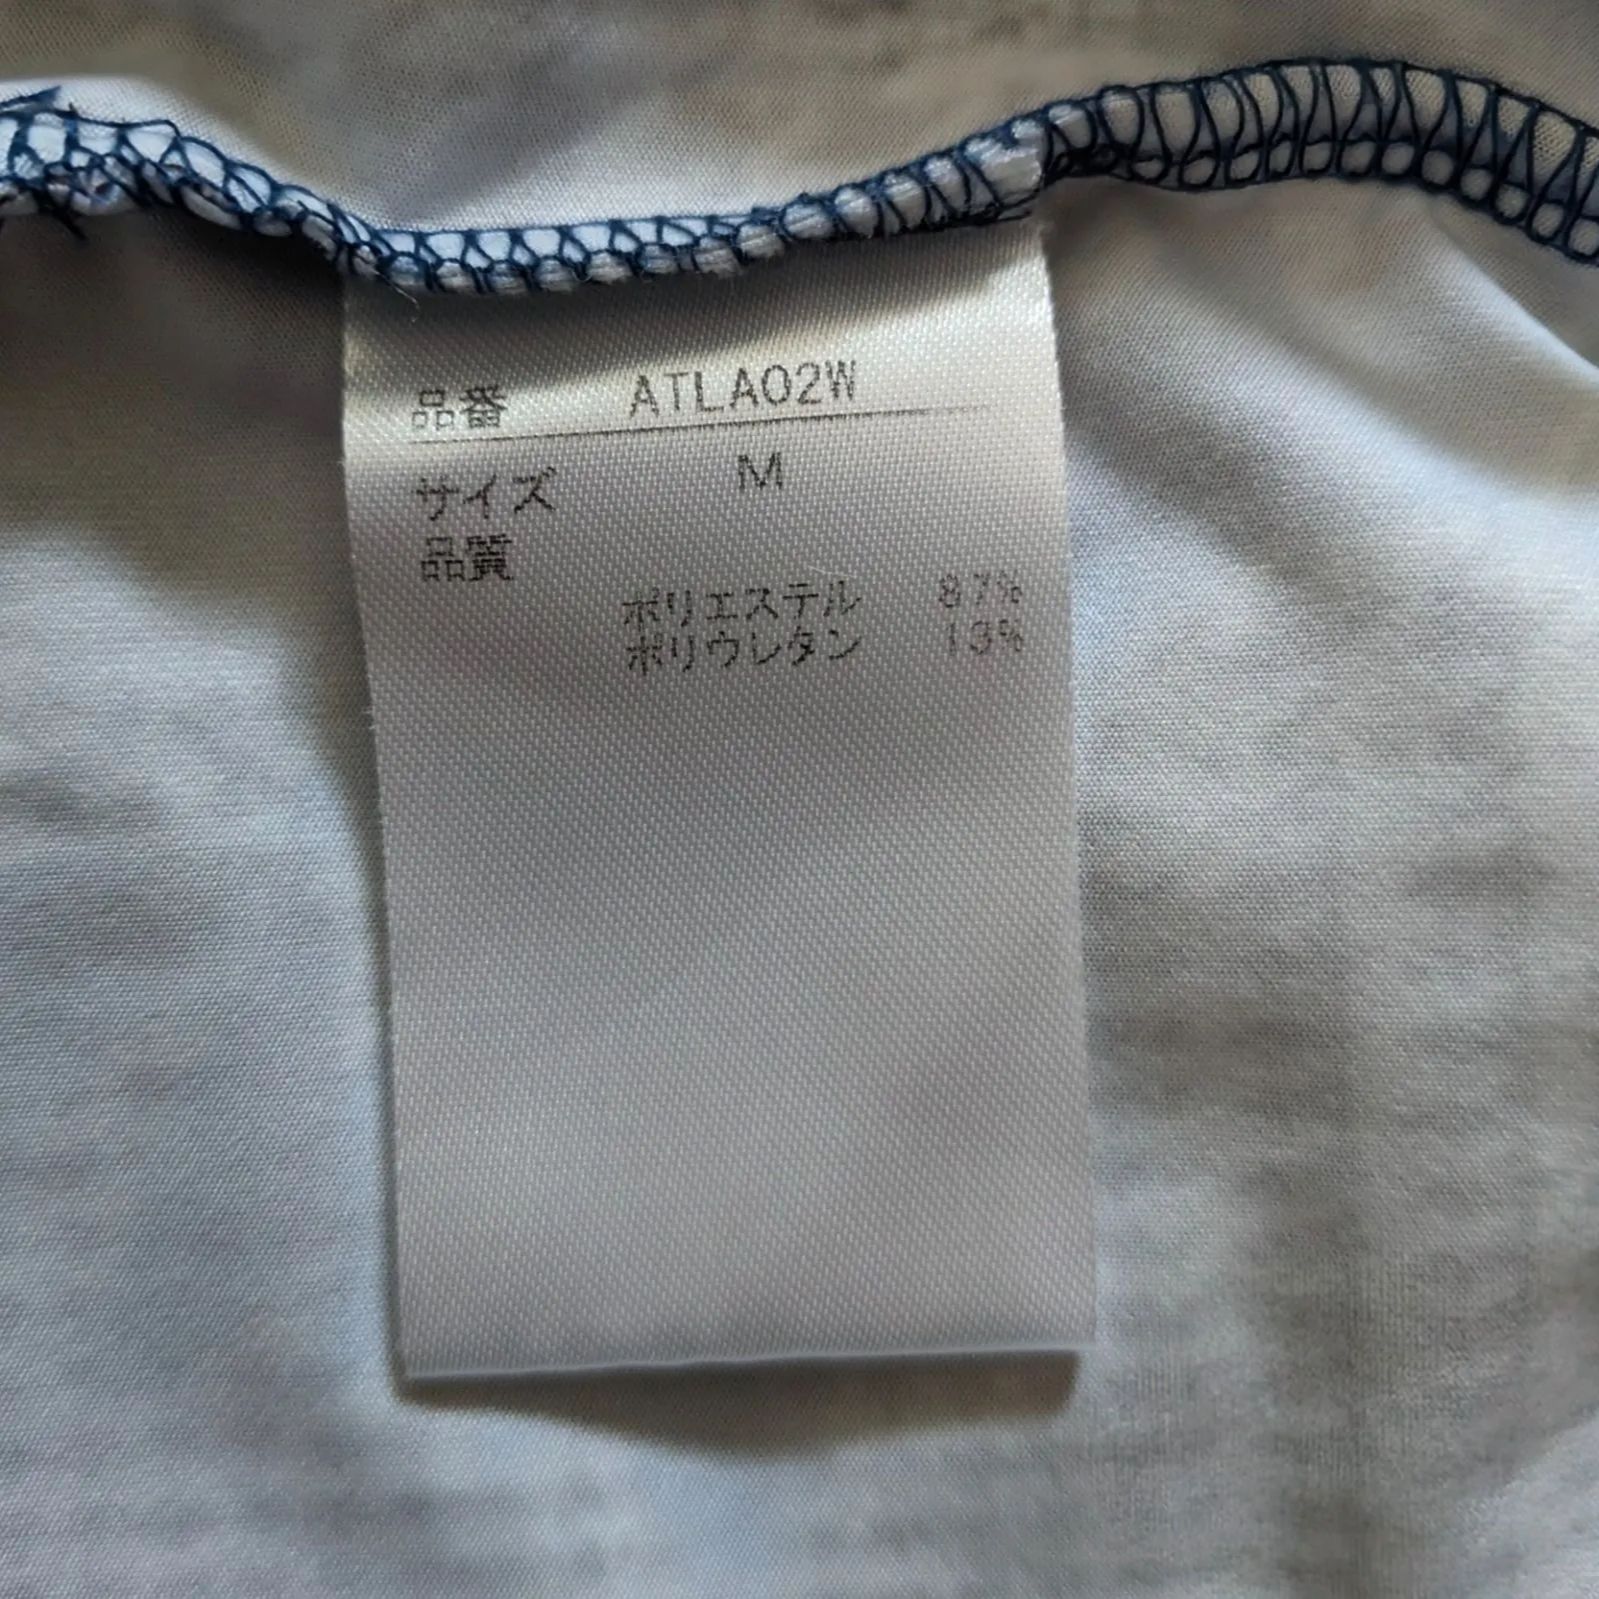 品番 ATLA02W
サイズ M
品質
ポリエステル 87%
ポリウレタン 13%